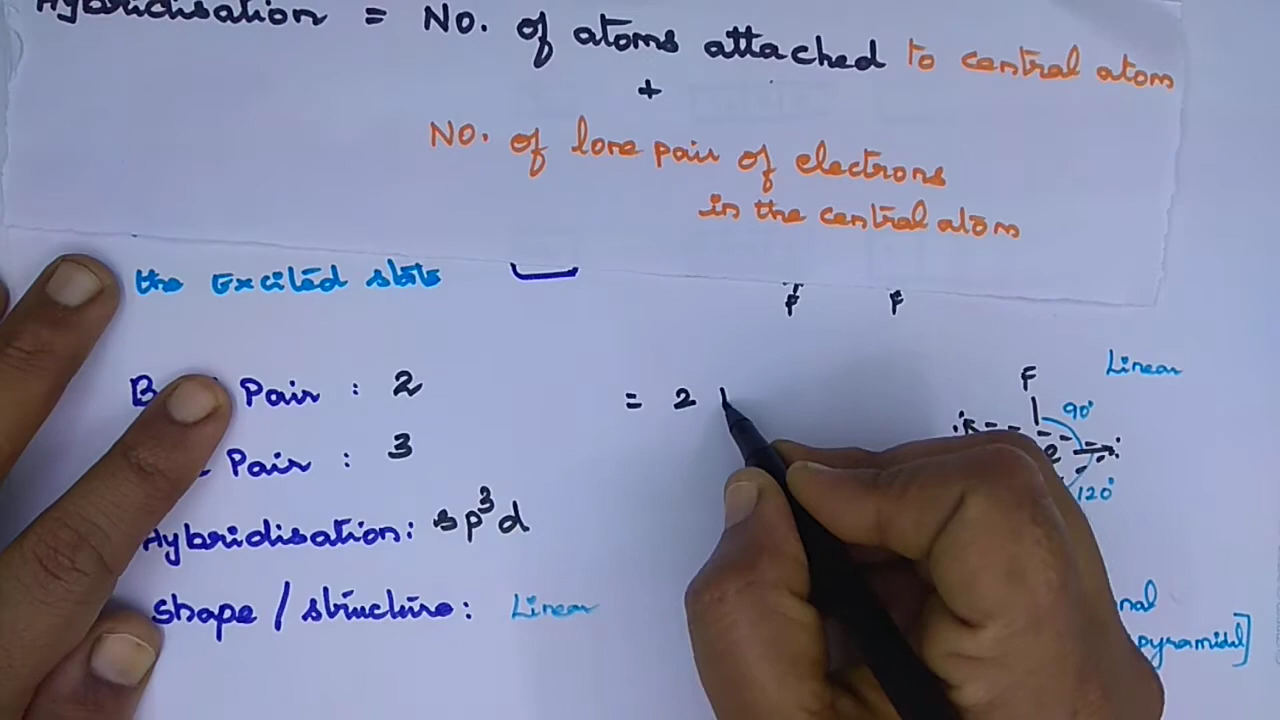 Hybridisation = No. of atoms attached to central atom
+
No. of lone pair of electrons
in the central atom
the Excited state
F F
Pair : 2
= 2
Pair : 3
Hybridisation: sp³d
Shape / structure: Linear
Linear
F
90°
120°
pyramidal]